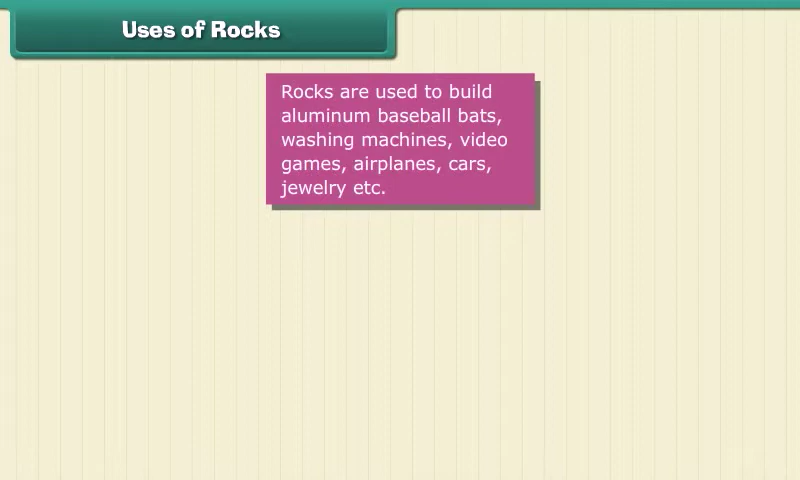 Uses of Rocks
Rocks are used to build
aluminum baseball bats,
washing machines, video
games, airplanes, cars,
jewelry etc.